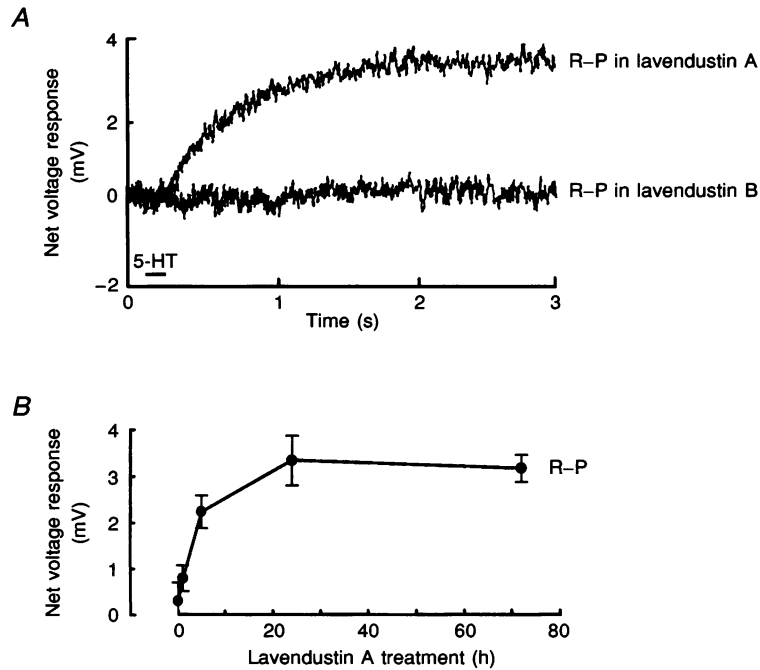 A
Net voltage response
(mV)
4
2
0
−2
R–P in lavendustin A
R–P in lavendustin B
5-HT
0 1 2 3
Time (s)
B
Net voltage response
(mV)
4
3
2
1
0
R–P
0 20 40 60 80
Lavendustin A treatment (h)